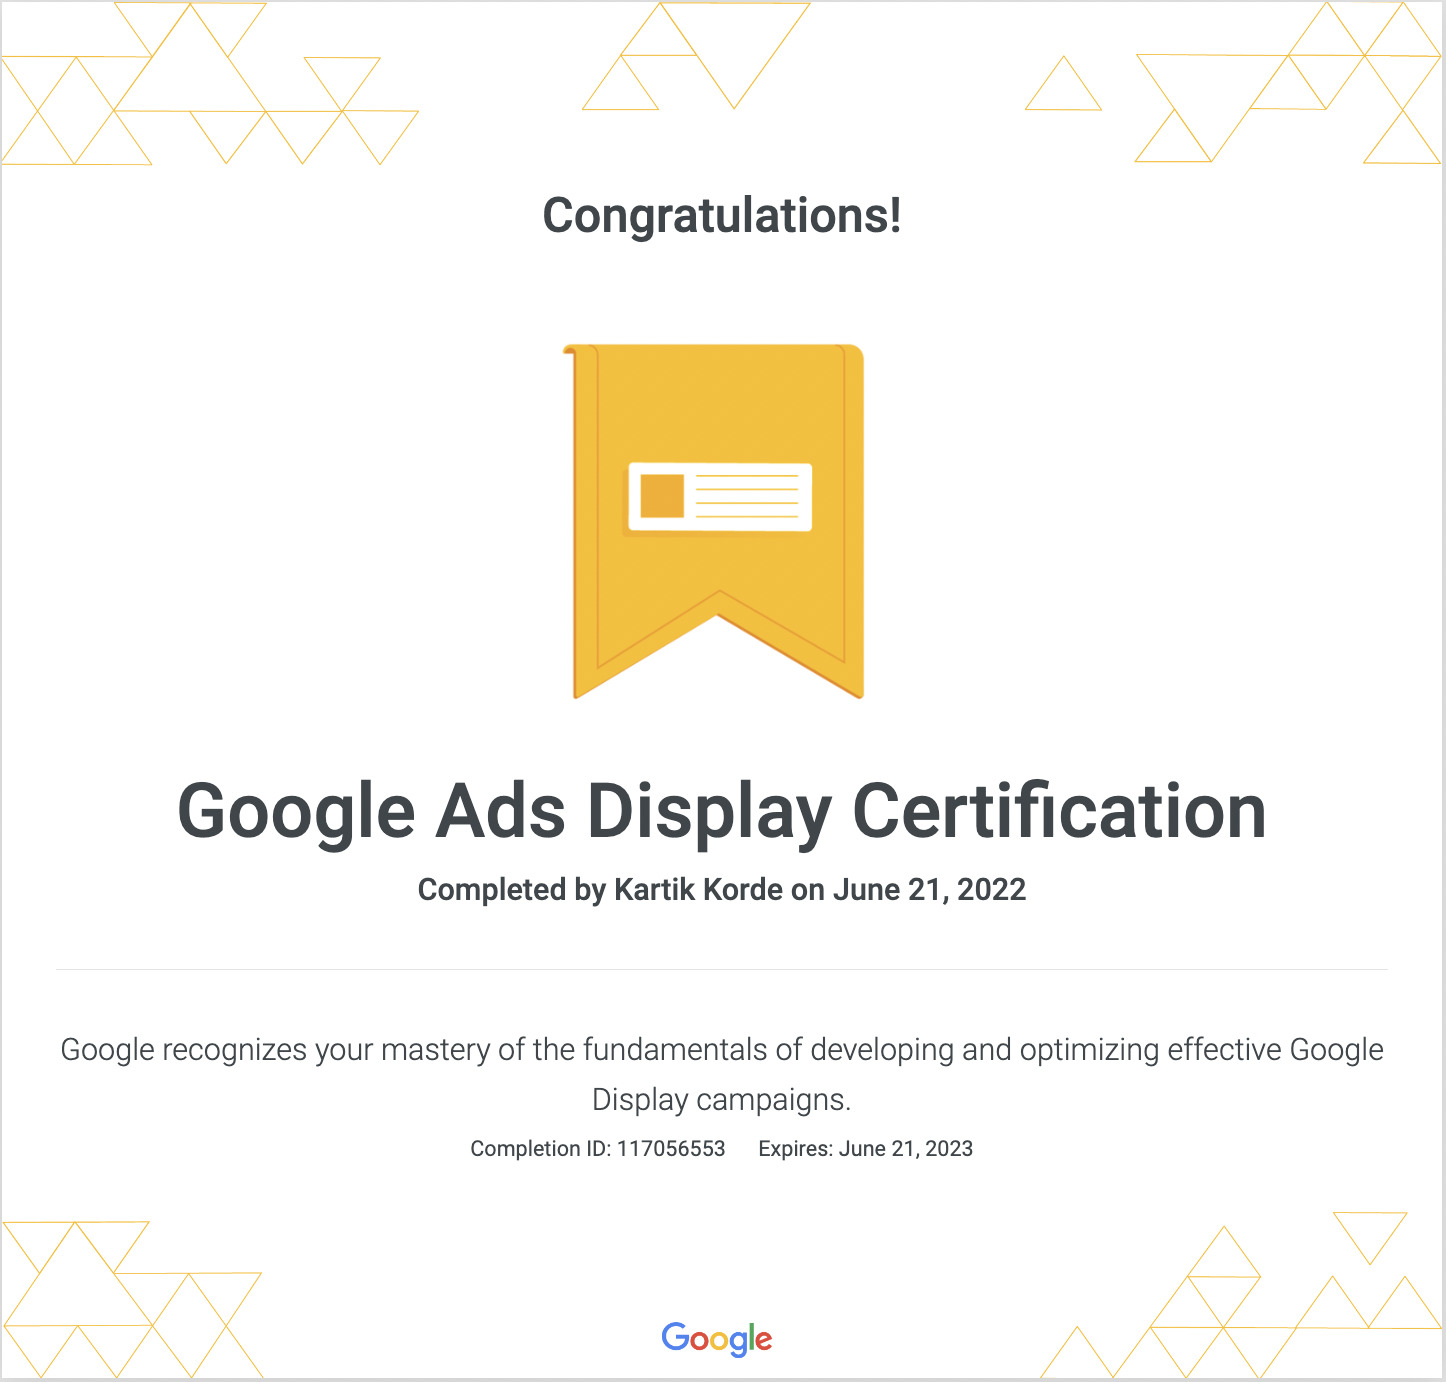 Congratulations!
Google Ads Display Certification
Completed by Kartik Korde on June 21, 2022
Google recognizes your mastery of the fundamentals of developing and optimizing effective Google
Display campaigns.
Completion ID: 117056553 Expires: June 21, 2023
Google